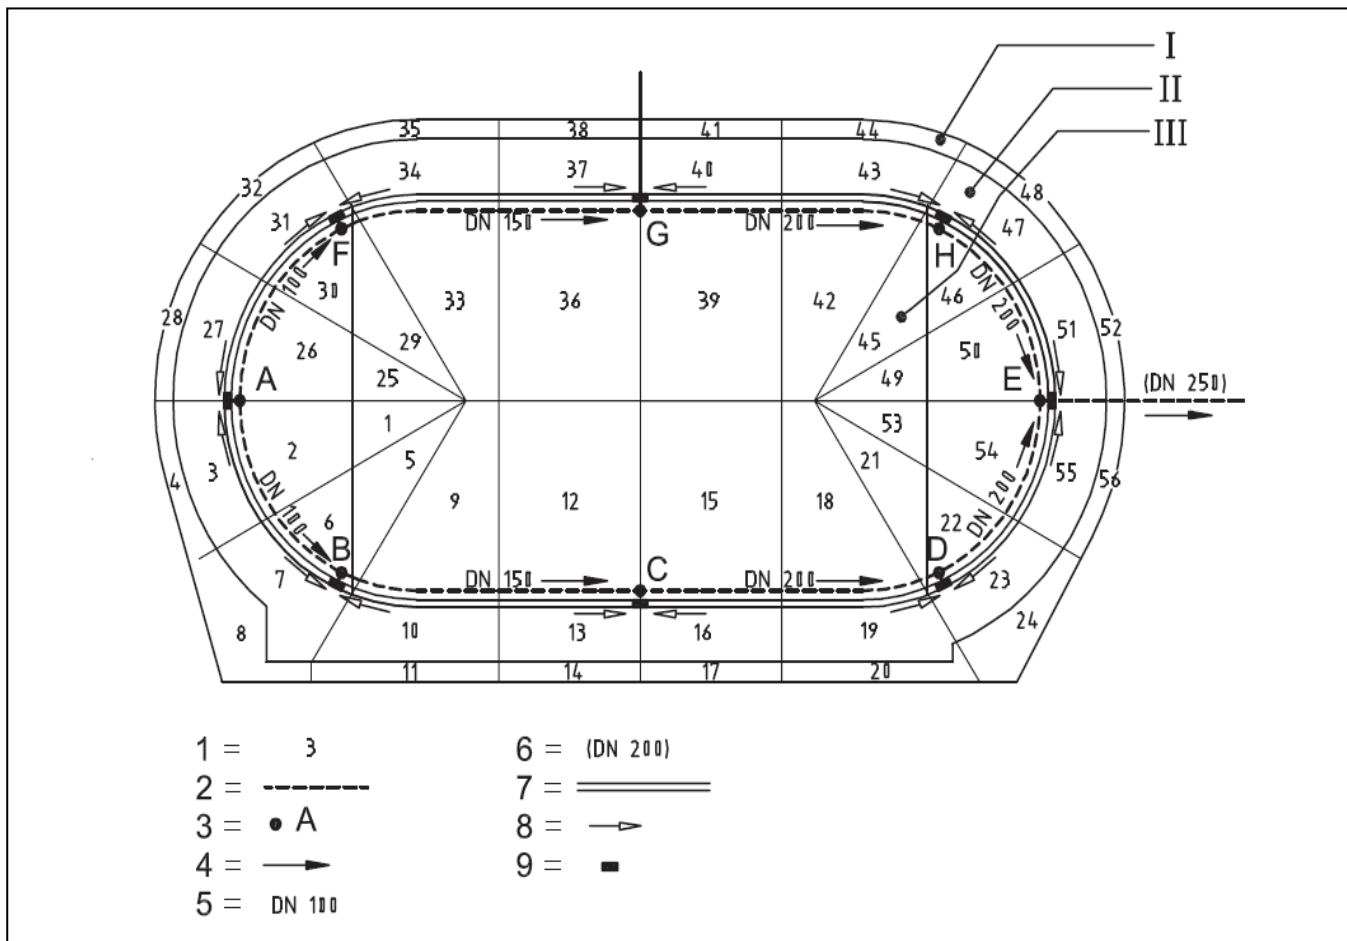 I
II
III
35 38 41 44
32 34 37 40 43 48
31 47
F DN 150 G DN 200 H
28 27 DN 100 30 33 36 39 42 46 DN 200 51 52
26 29 45 50
25 49
A E (DN 250)
1 53
2 5 21 54
4 3 9 12 15 18 55 56
DN 100 6 22 DN 200
B C D
7 DN 150 DN 200 23
8 10 13 16 19 24
11 14 17 20
1 = 3
2 =
3 = A
4 =
5 = DN 100
6 = (DN 200)
7 =
8 =
9 =